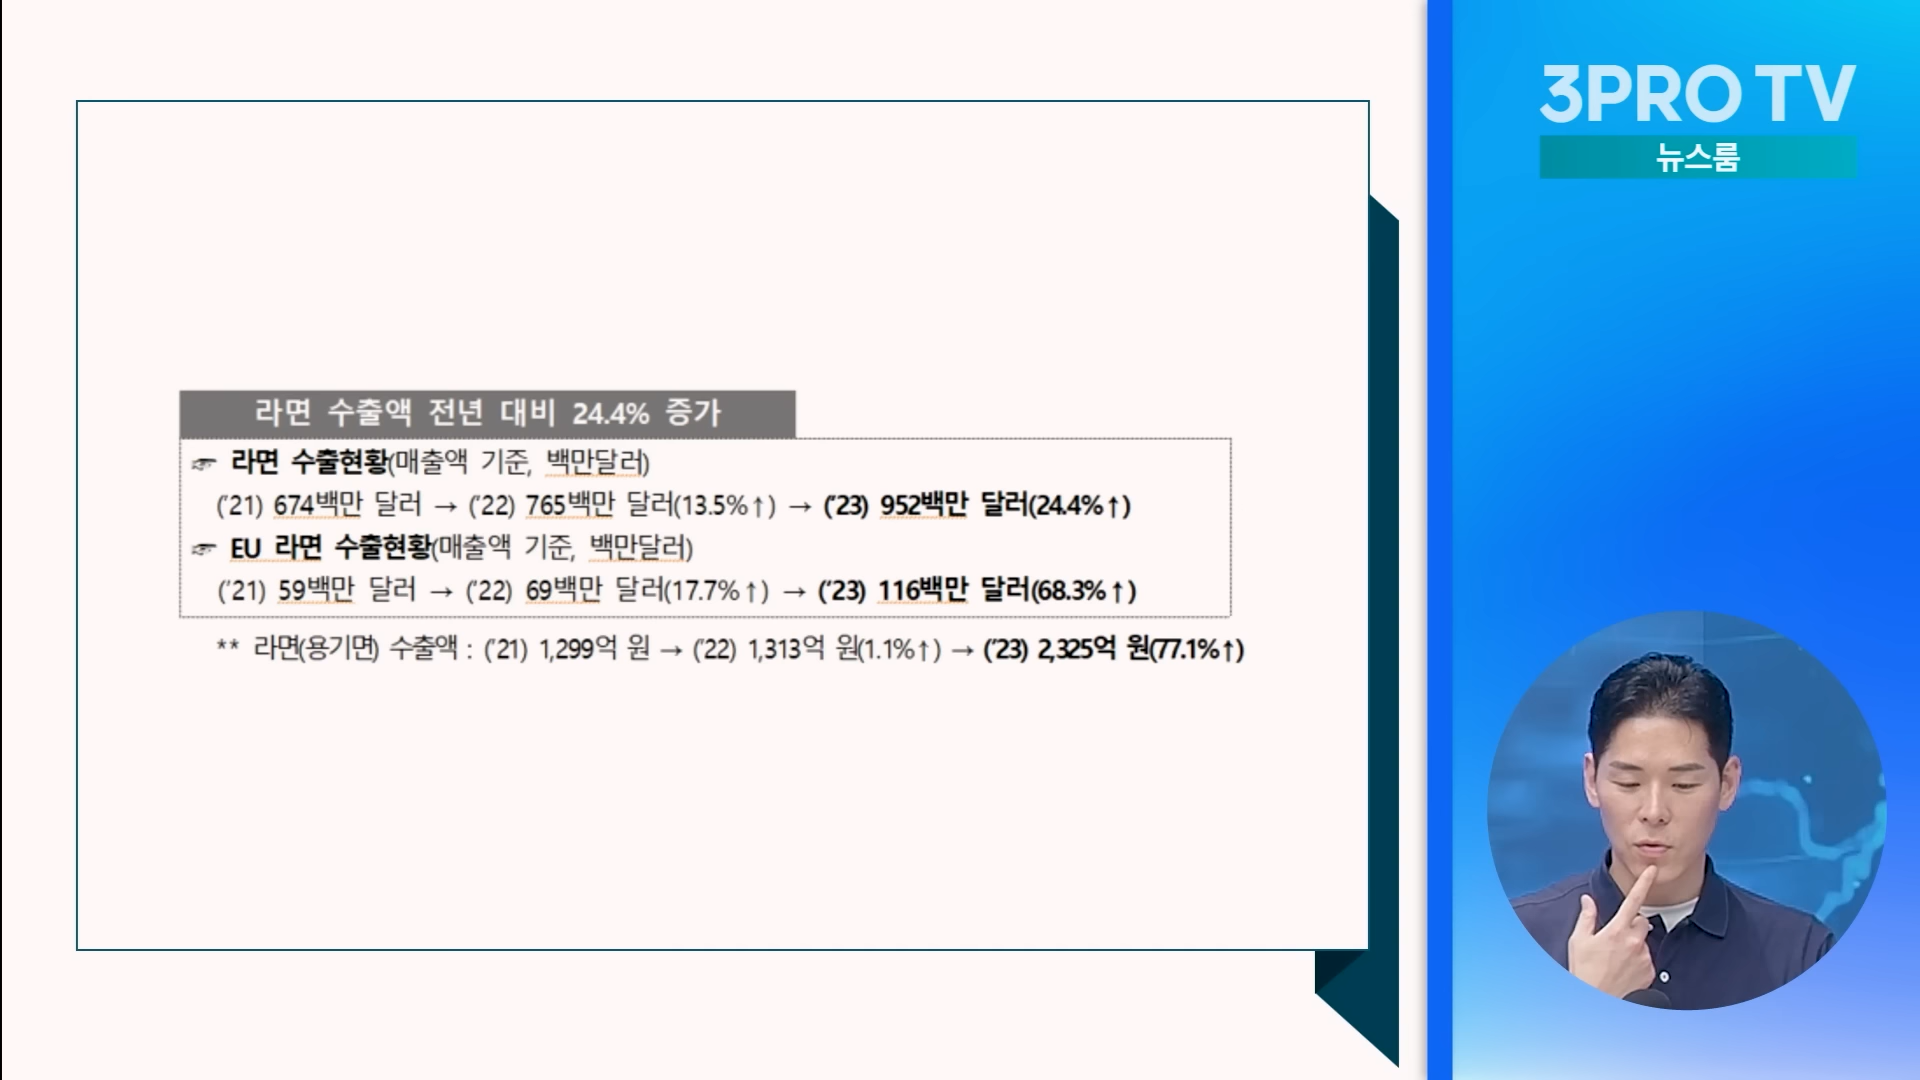 3PRO TV
뉴스룸
라면 수출액 전년 대비 24.4% 증가
☞ 라면 수출현황(매출액 기준, 백만달러)
('21) 674백만 달러 → ('22) 765백만 달러(13.5%↑) → ('23) 952백만 달러(24.4%↑)
☞ EU 라면 수출현황(매출액 기준, 백만달러)
('21) 59백만 달러 → ('22) 69백만 달러(17.7%↑) → ('23) 116백만 달러(68.3%↑)
** 라면(용기면) 수출액 : ('21) 1,299억 원 → ('22) 1,313억 원(1.1%↑) → ('23) 2,325억 원(77.1%↑)